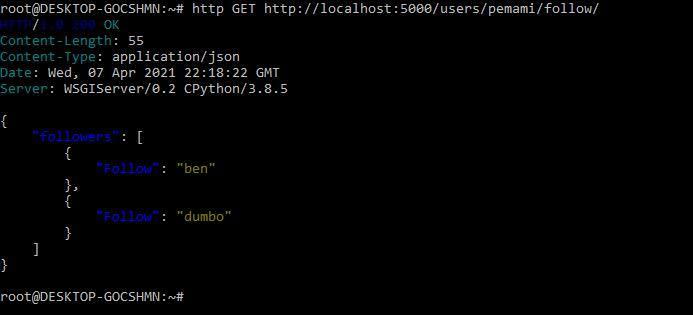 root@DESKTOP-GOCSHMN:~# http GET http://localhost:5000/users/pemami/follow/
HTTP/1.0 200 OK
Content-Length: 55
Content-Type: application/json
Date: Wed, 07 Apr 2021 22:18:22 GMT
Server: WSGIServer/0.2 CPython/3.8.5
{
"followers": [
{
"Follow": "ben"
},
{
"Follow": "dumbo"
}
]
}
root@DESKTOP-GOCSHMN:~#